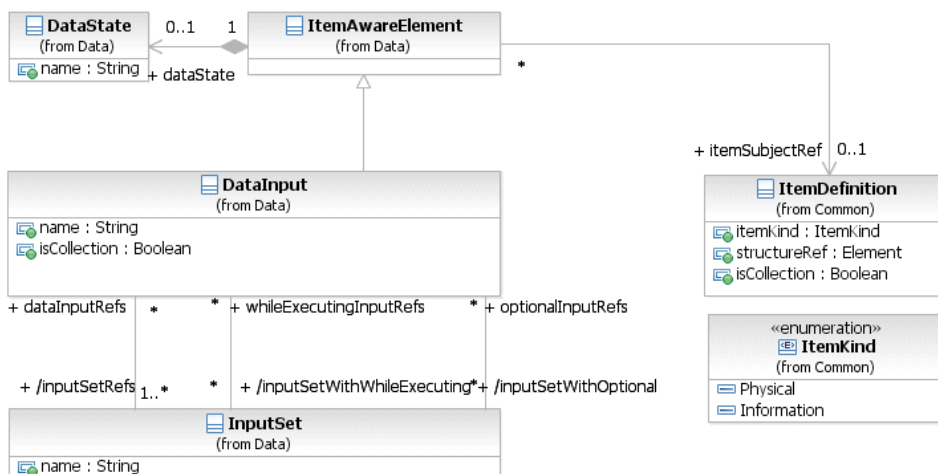 DataState
(from Data)
name : String
0..1
1
+ dataState
ItemAwareElement
(from Data)
*
+ itemSubjectRef
0..1
DataInput
(from Data)
name : String
isCollection : Boolean
ItemDefinition
(from Common)
itemKind : ItemKind
structureRef : Element
isCollection : Boolean
+ dataInputRefs
*
*
+ whileExecutingInputRefs
*
+ optionalInputRefs
«enumeration»
ItemKind
(from Common)
Physical
Information
+ /inputSetRefs
1..*
*
+ /inputSetWithWhileExecuting
*
+ /inputSetWithOptional
InputSet
(from Data)
name : String